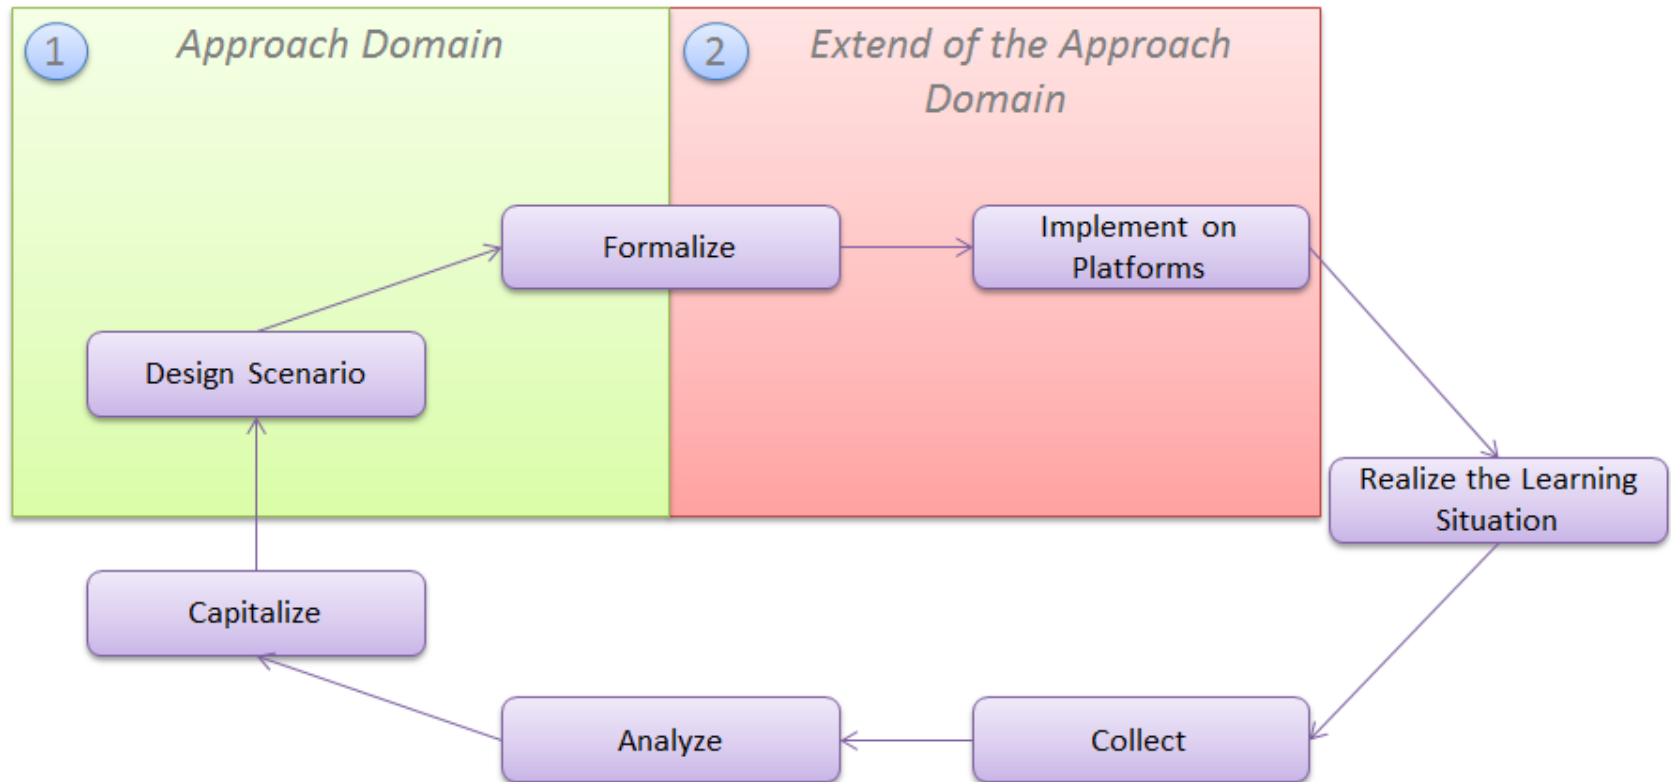 1
Approach Domain
2
Extend of the Approach
Domain
Formalize
Implement on
Platforms
Design Scenario
Realize the Learning
Situation
Capitalize
Analyze
Collect